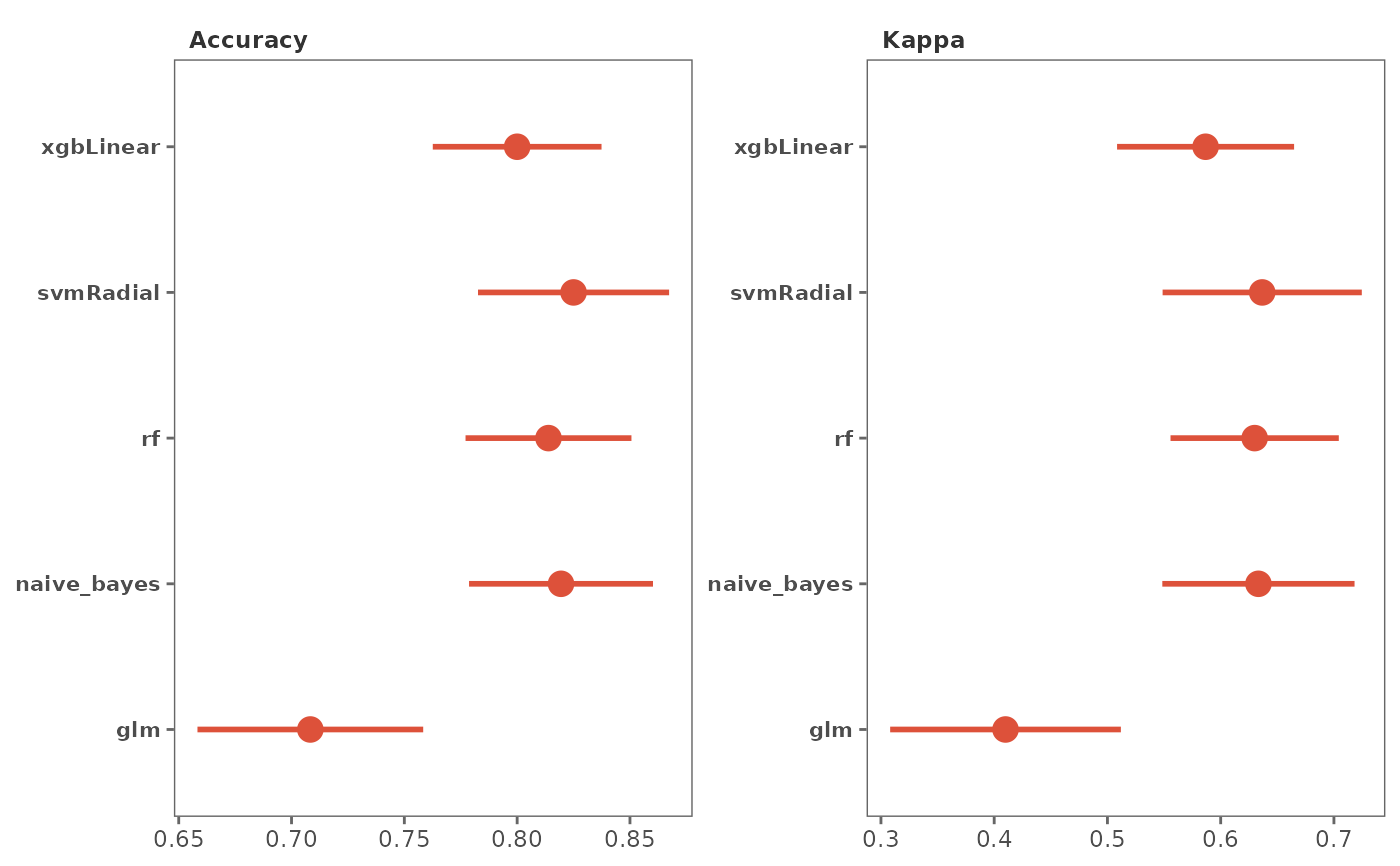 Accuracy
xgbLinear
svmRadial
rf
naive_bayes
glm
0.65 0.70 0.75 0.80 0.85
Kappa
xgbLinear
svmRadial
rf
naive_bayes
glm
0.3 0.4 0.5 0.6 0.7